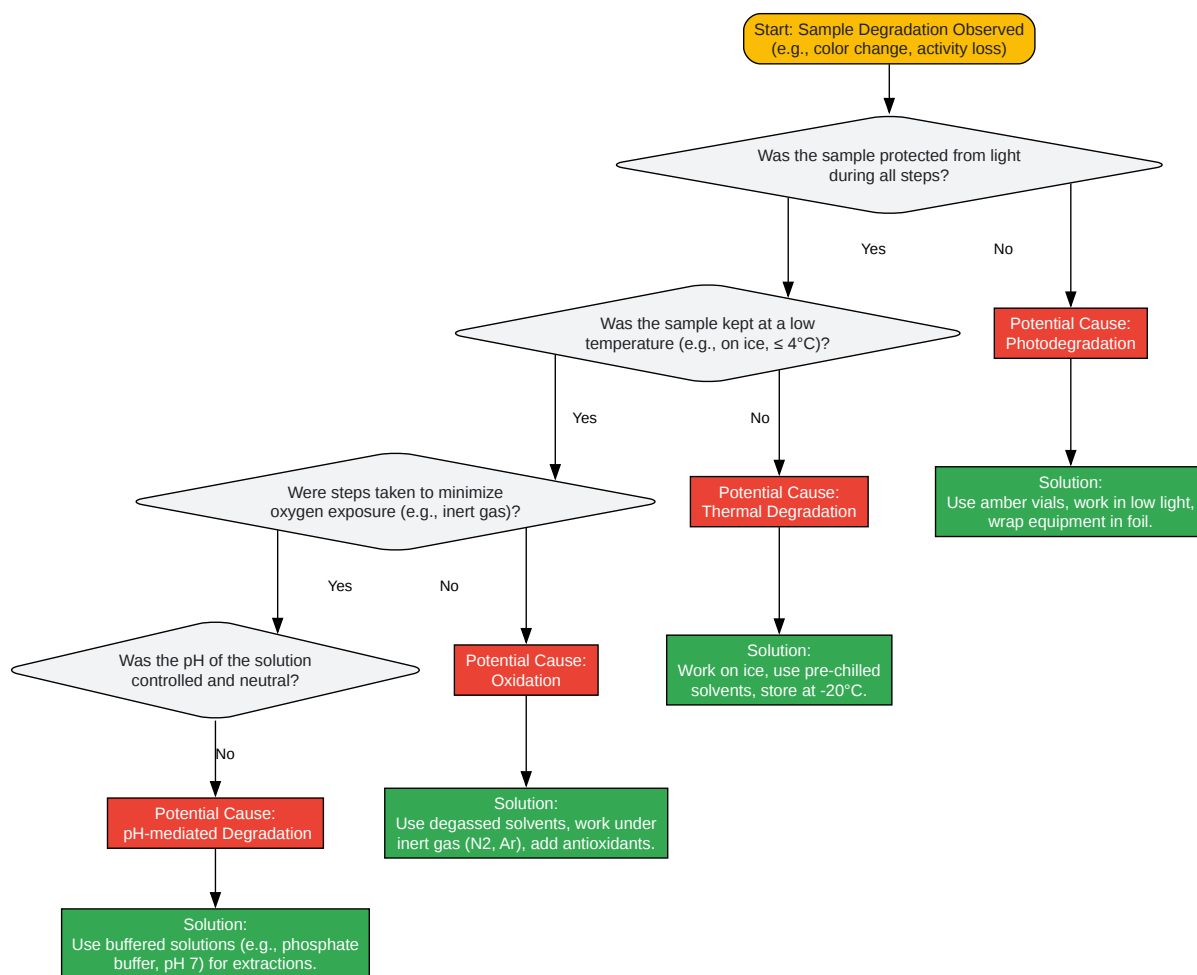 Start: Sample Degradation Observed
(e.g., color change, activity loss)
Was the sample protected from light
during all steps?
Yes
No
Was the sample kept at a low
temperature (e.g., on ice, ≤ 4°C)?
Potential Cause:
Photodegradation
Yes
No
Solution:
Use amber vials, work in low light,
wrap equipment in foil.
Were steps taken to minimize
oxygen exposure (e.g., inert gas)?
Potential Cause:
Thermal Degradation
Yes
No
Solution:
Work on ice, use pre-chilled
solvents, store at -20°C.
Was the pH of the solution
controlled and neutral?
Potential Cause:
Oxidation
No
Solution:
Use degassed solvents, work under
inert gas (N2, Ar), add antioxidants.
Potential Cause:
pH-mediated Degradation
Solution:
Use buffered solutions (e.g., phosphate
buffer, pH 7) for extractions.